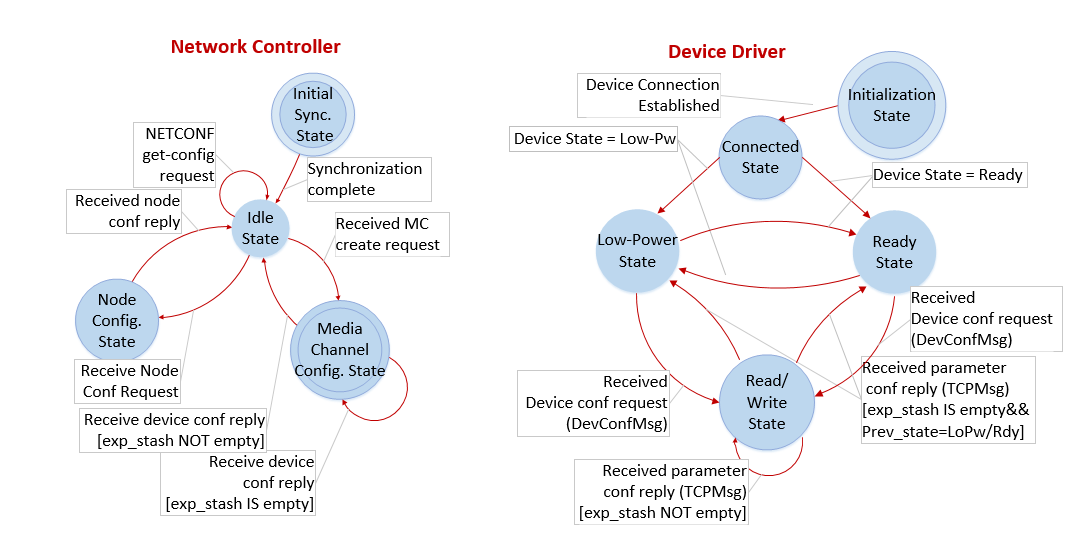 Network Controller
Initial
Sync.
State
NETCONF
get-config
request
Synchronization
complete
Received node
conf reply
Idle
State
Received MC
create request
Node
Config.
State
Media
Channel
Config. State
Receive Node
Conf Request
Receive device conf reply
[exp_stash NOT empty]
Receive device
conf reply
[exp_stash IS empty]
Device Driver
Device Connection
Established
Initialization
State
Device State = Low-Pw
Connected
State
Device State = Ready
Low-Power
State
Ready
State
Received
Device conf request
(DevConfMsg)
Received
Device conf request
(DevConfMsg)
Read/
Write
State
Received parameter
conf reply (TCPMsg)
[exp_stash IS empty&&
Prev_state=LoPw/Rdy]
Received parameter
conf reply (TCPMsg)
[exp_stash NOT empty]